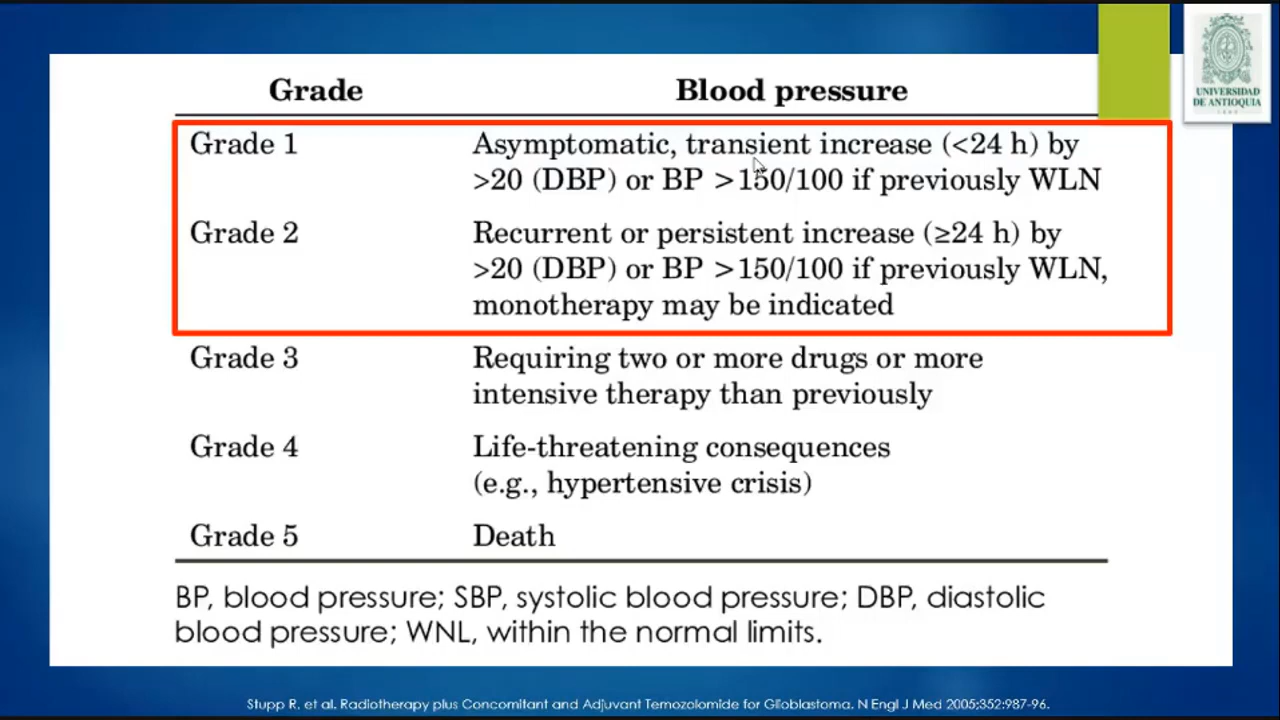 UNIVERSIDAD
DE ANTIOQUIA
Grade Blood pressure
Grade 1 Asymptomatic, transient increase (<24 h) by
>20 (DBP) or BP >150/100 if previously WLN
Grade 2 Recurrent or persistent increase (≥24 h) by
>20 (DBP) or BP >150/100 if previously WLN,
monotherapy may be indicated
Grade 3 Requiring two or more drugs or more
intensive therapy than previously
Grade 4 Life-threatening consequences
(e.g., hypertensive crisis)
Grade 5 Death
BP, blood pressure; SBP, systolic blood pressure; DBP, diastolic
blood pressure; WNL, within the normal limits.
Stupp R, et al. Radiotherapy plus Concomitant and Adjuvant Temozolomide for Glioblastoma. N Engl J Med 2005;352:987-96.